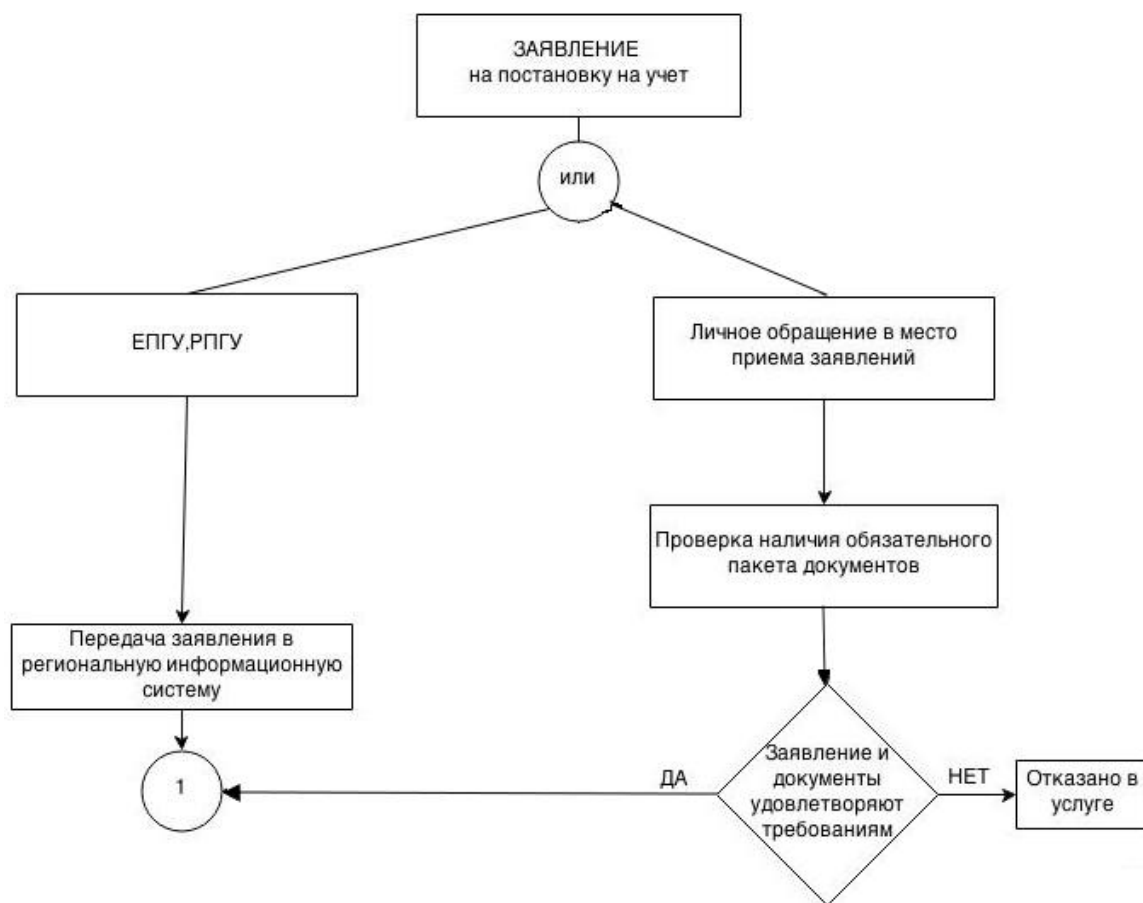 ЗАЯВЛЕНИЕ
на постановку на учет
или
ЕПГУ,РПГУ
Личное обращение в место
приема заявлений
Проверка наличия обязательного
пакета документов
Передача заявления в
региональную информационную
систему
1
ДА
Заявление и
документы
удовлетворяют
требованиям
НЕТ
Отказано в
услуге